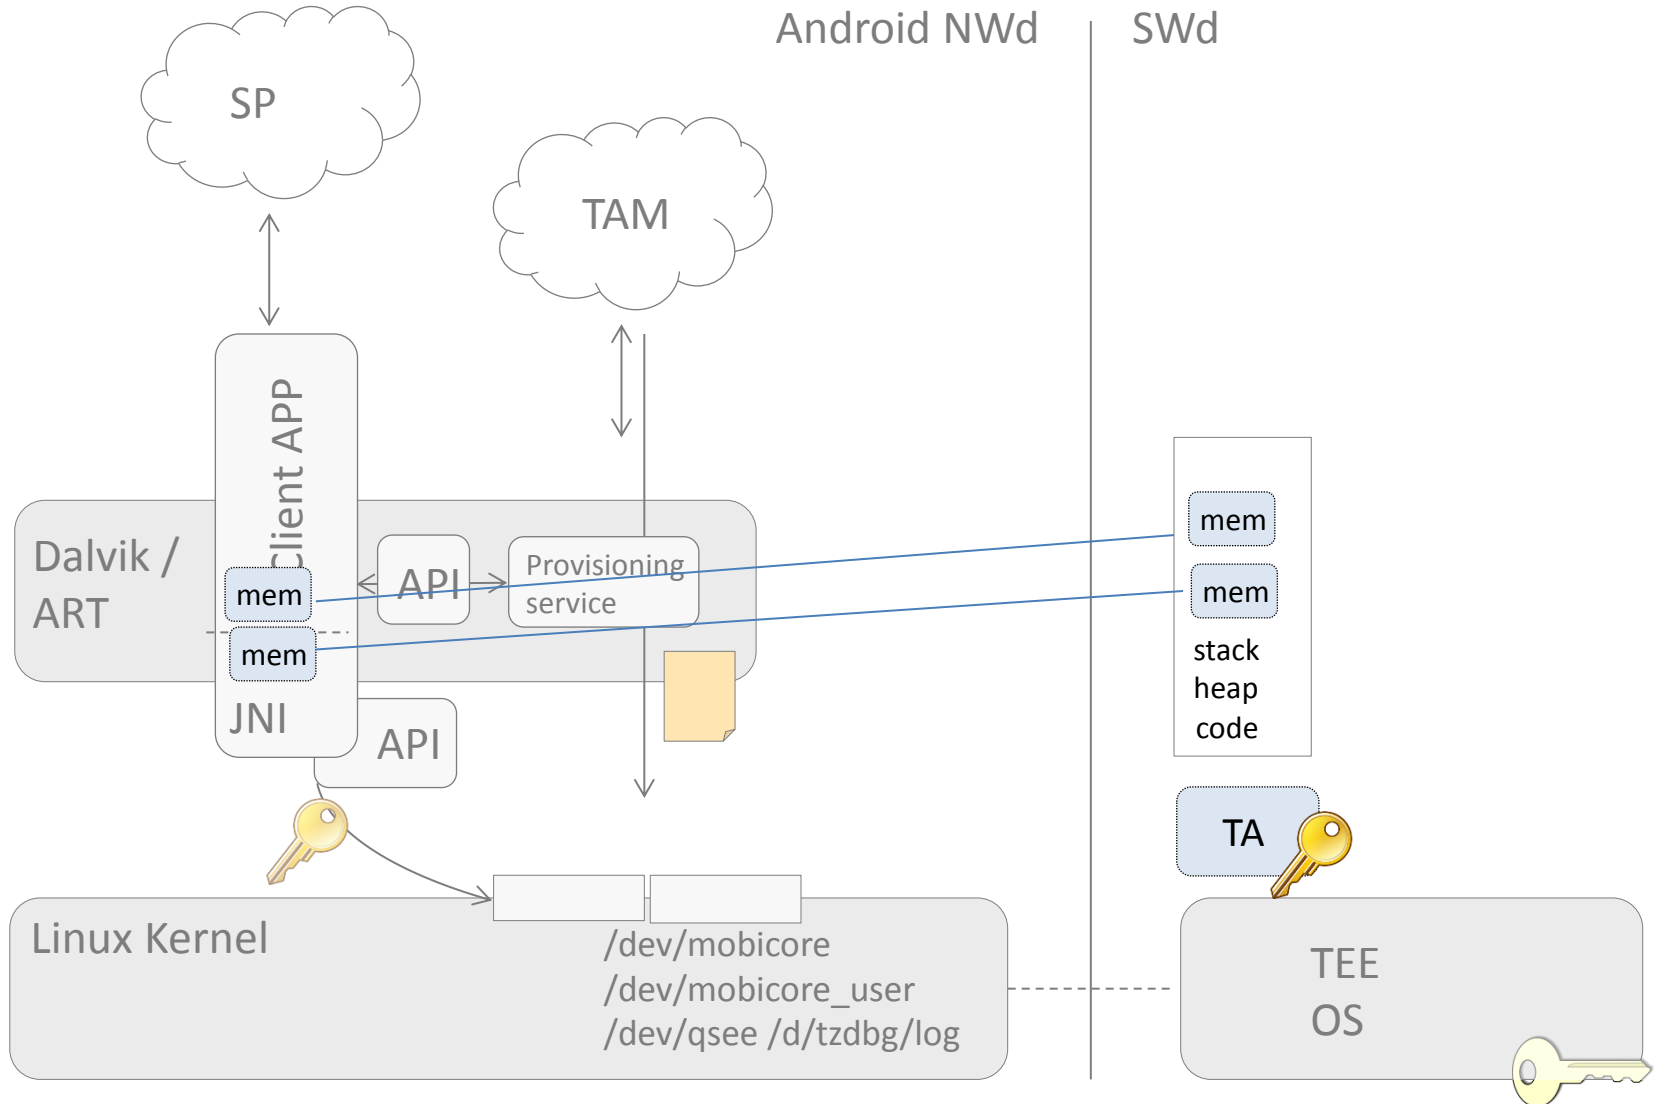 Android NWd
SWd
SP
TAM
Client APP
Dalvik /
ART
API
Provisioning
service
mem
mem
JNI
API
mem
mem
stack
heap
code
TA
Linux Kernel
/dev/mobicore
/dev/mobicore_user
/dev/qsee /d/tzdbg/log
TEE
OS